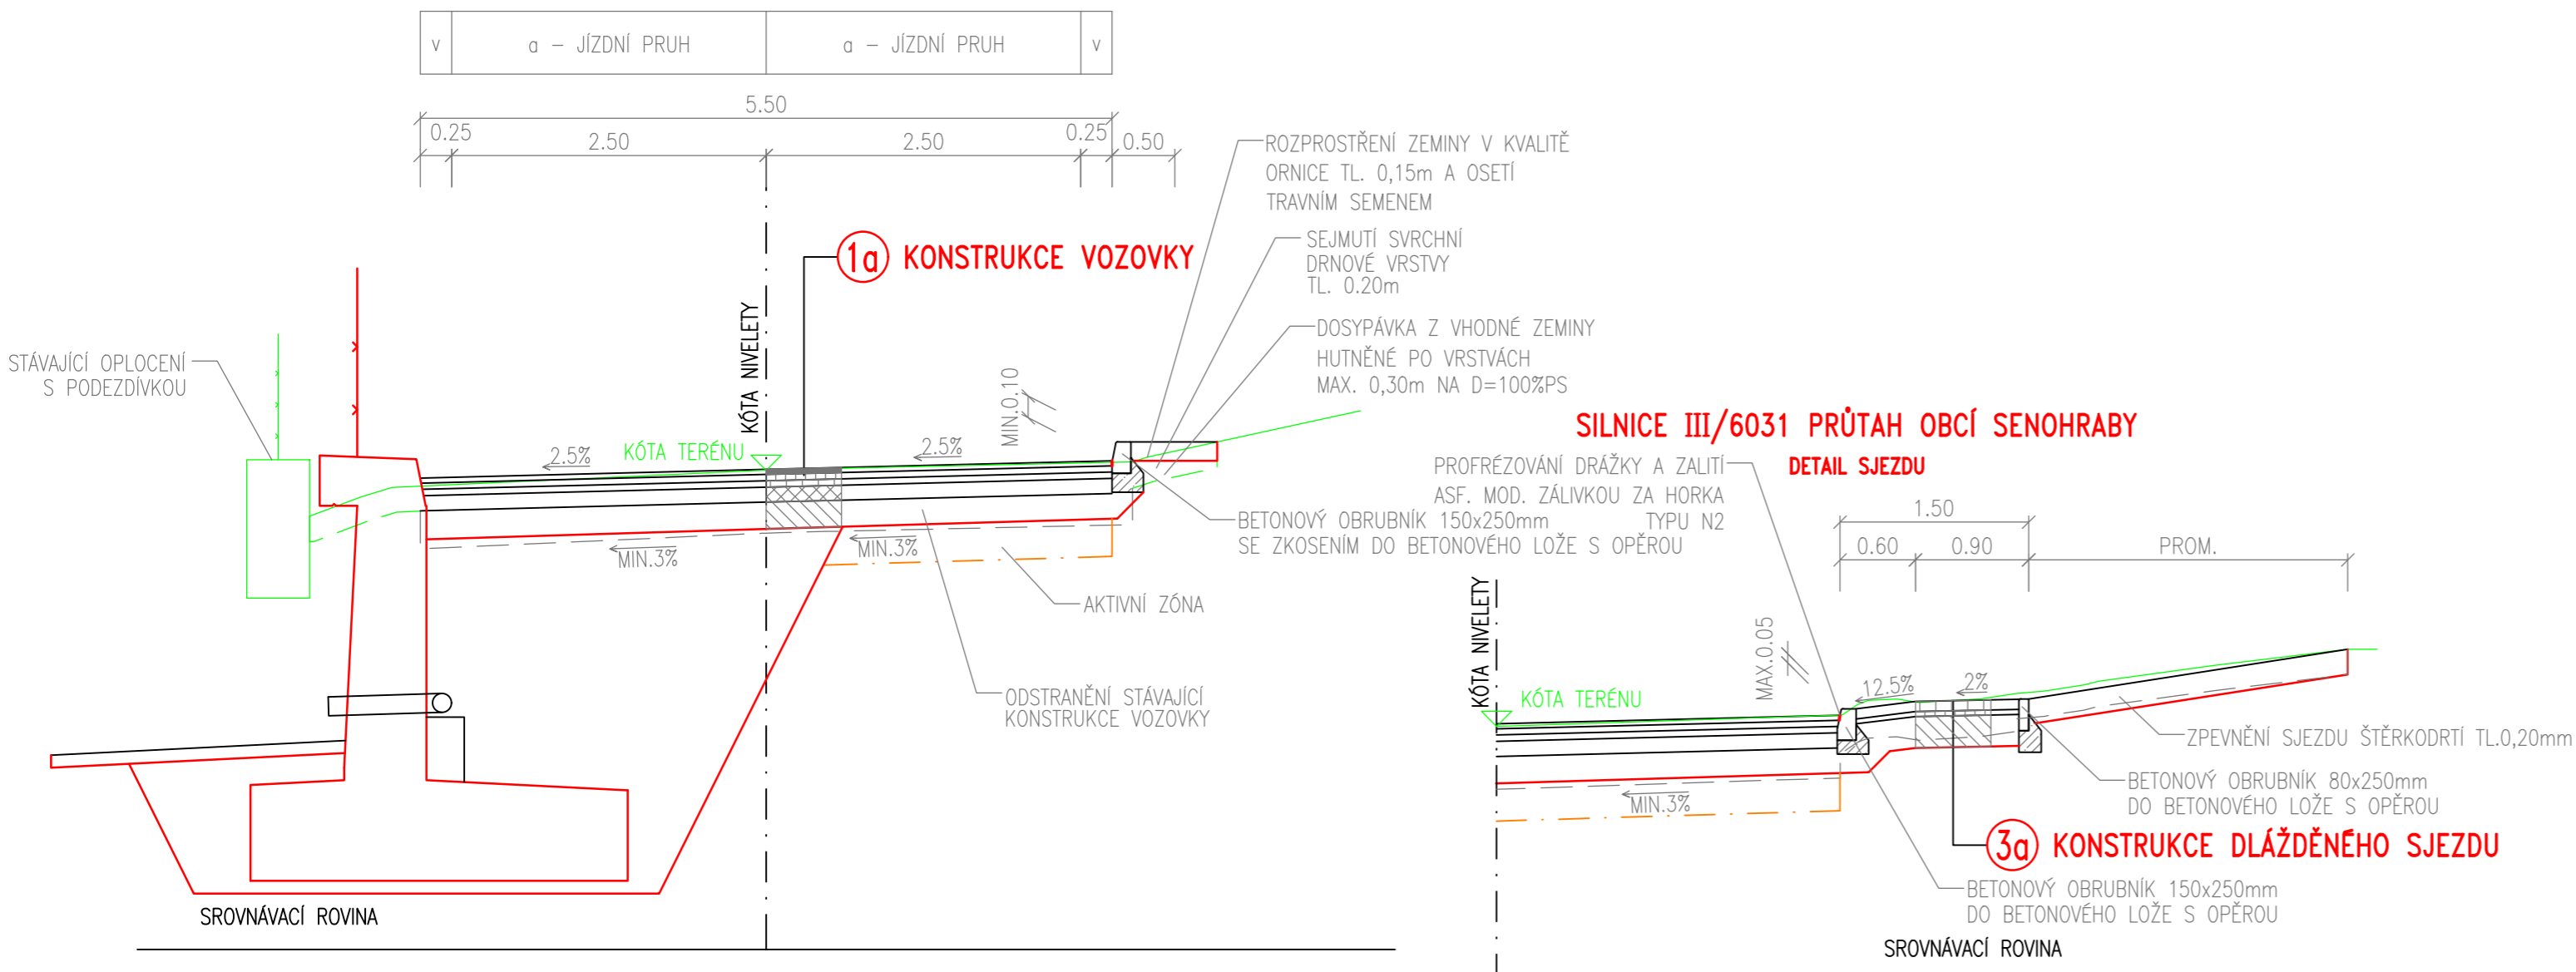 v
a – JÍZDNÍ PRUH
a – JÍZDNÍ PRUH
v
5.50
0.25
2.50
2.50
0.25
0.50
ROZPROSTŘENÍ ZEMINY V KVALITĚ
ORNICE TL. 0,15m A OSETÍ
TRAVNÍM SEMENEM
1a KONSTRUKCE VOZOVKY
SEJMUTÍ SVRCHNÍ
DRNOVÉ VRSTVY
TL. 0.20m
KÓTA NIVELETY
DOSYPÁVKA Z VHODNÉ ZEMINY
HUTNĚNÉ PO VRSTVÁCH
MAX. 0,30m NA D=100%PS
STÁVAJÍCÍ OPLOCENÍ
S PODEZDÍVKOU
MIN.0.10
2.5%
KÓTA TERÉNU
2.5%
BETONOVÝ OBRUBNÍK 150x250mm
SE ZKOSENÍM DO BETONOVÉHO LOŽE S OPĚROU
MIN.3%
MIN.3%
AKTIVNÍ ZÓNA
ODSTRANĚNÍ STÁVAJÍCÍ
KONSTRUKCE VOZOVKY
SROVNÁVACÍ ROVINA
SILNICE III/6031 PRŮTAH OBCÍ SENOHRABY
DETAIL SJEZDU
PROFRÉZOVÁNÍ DRÁŽKY A ZALITÍ
ASF. MOD. ZÁLIVKOU ZA HORKA
TYPU N2
1.50
0.60
0.90
PROM.
KÓTA NIVELETY
MAX.0.05
KÓTA TERÉNU
12.5%
2%
MIN.3%
ZPEVNĚNÍ SJEZDU ŠTĚRKODRTÍ TL.0,20mm
BETONOVÝ OBRUBNÍK 80x250mm
DO BETONOVÉHO LOŽE S OPĚROU
3a KONSTRUKCE DLÁŽDĚNÉHO SJEZDU
BETONOVÝ OBRUBNÍK 150x250mm
DO BETONOVÉHO LOŽE S OPĚROU
SROVNÁVACÍ ROVINA